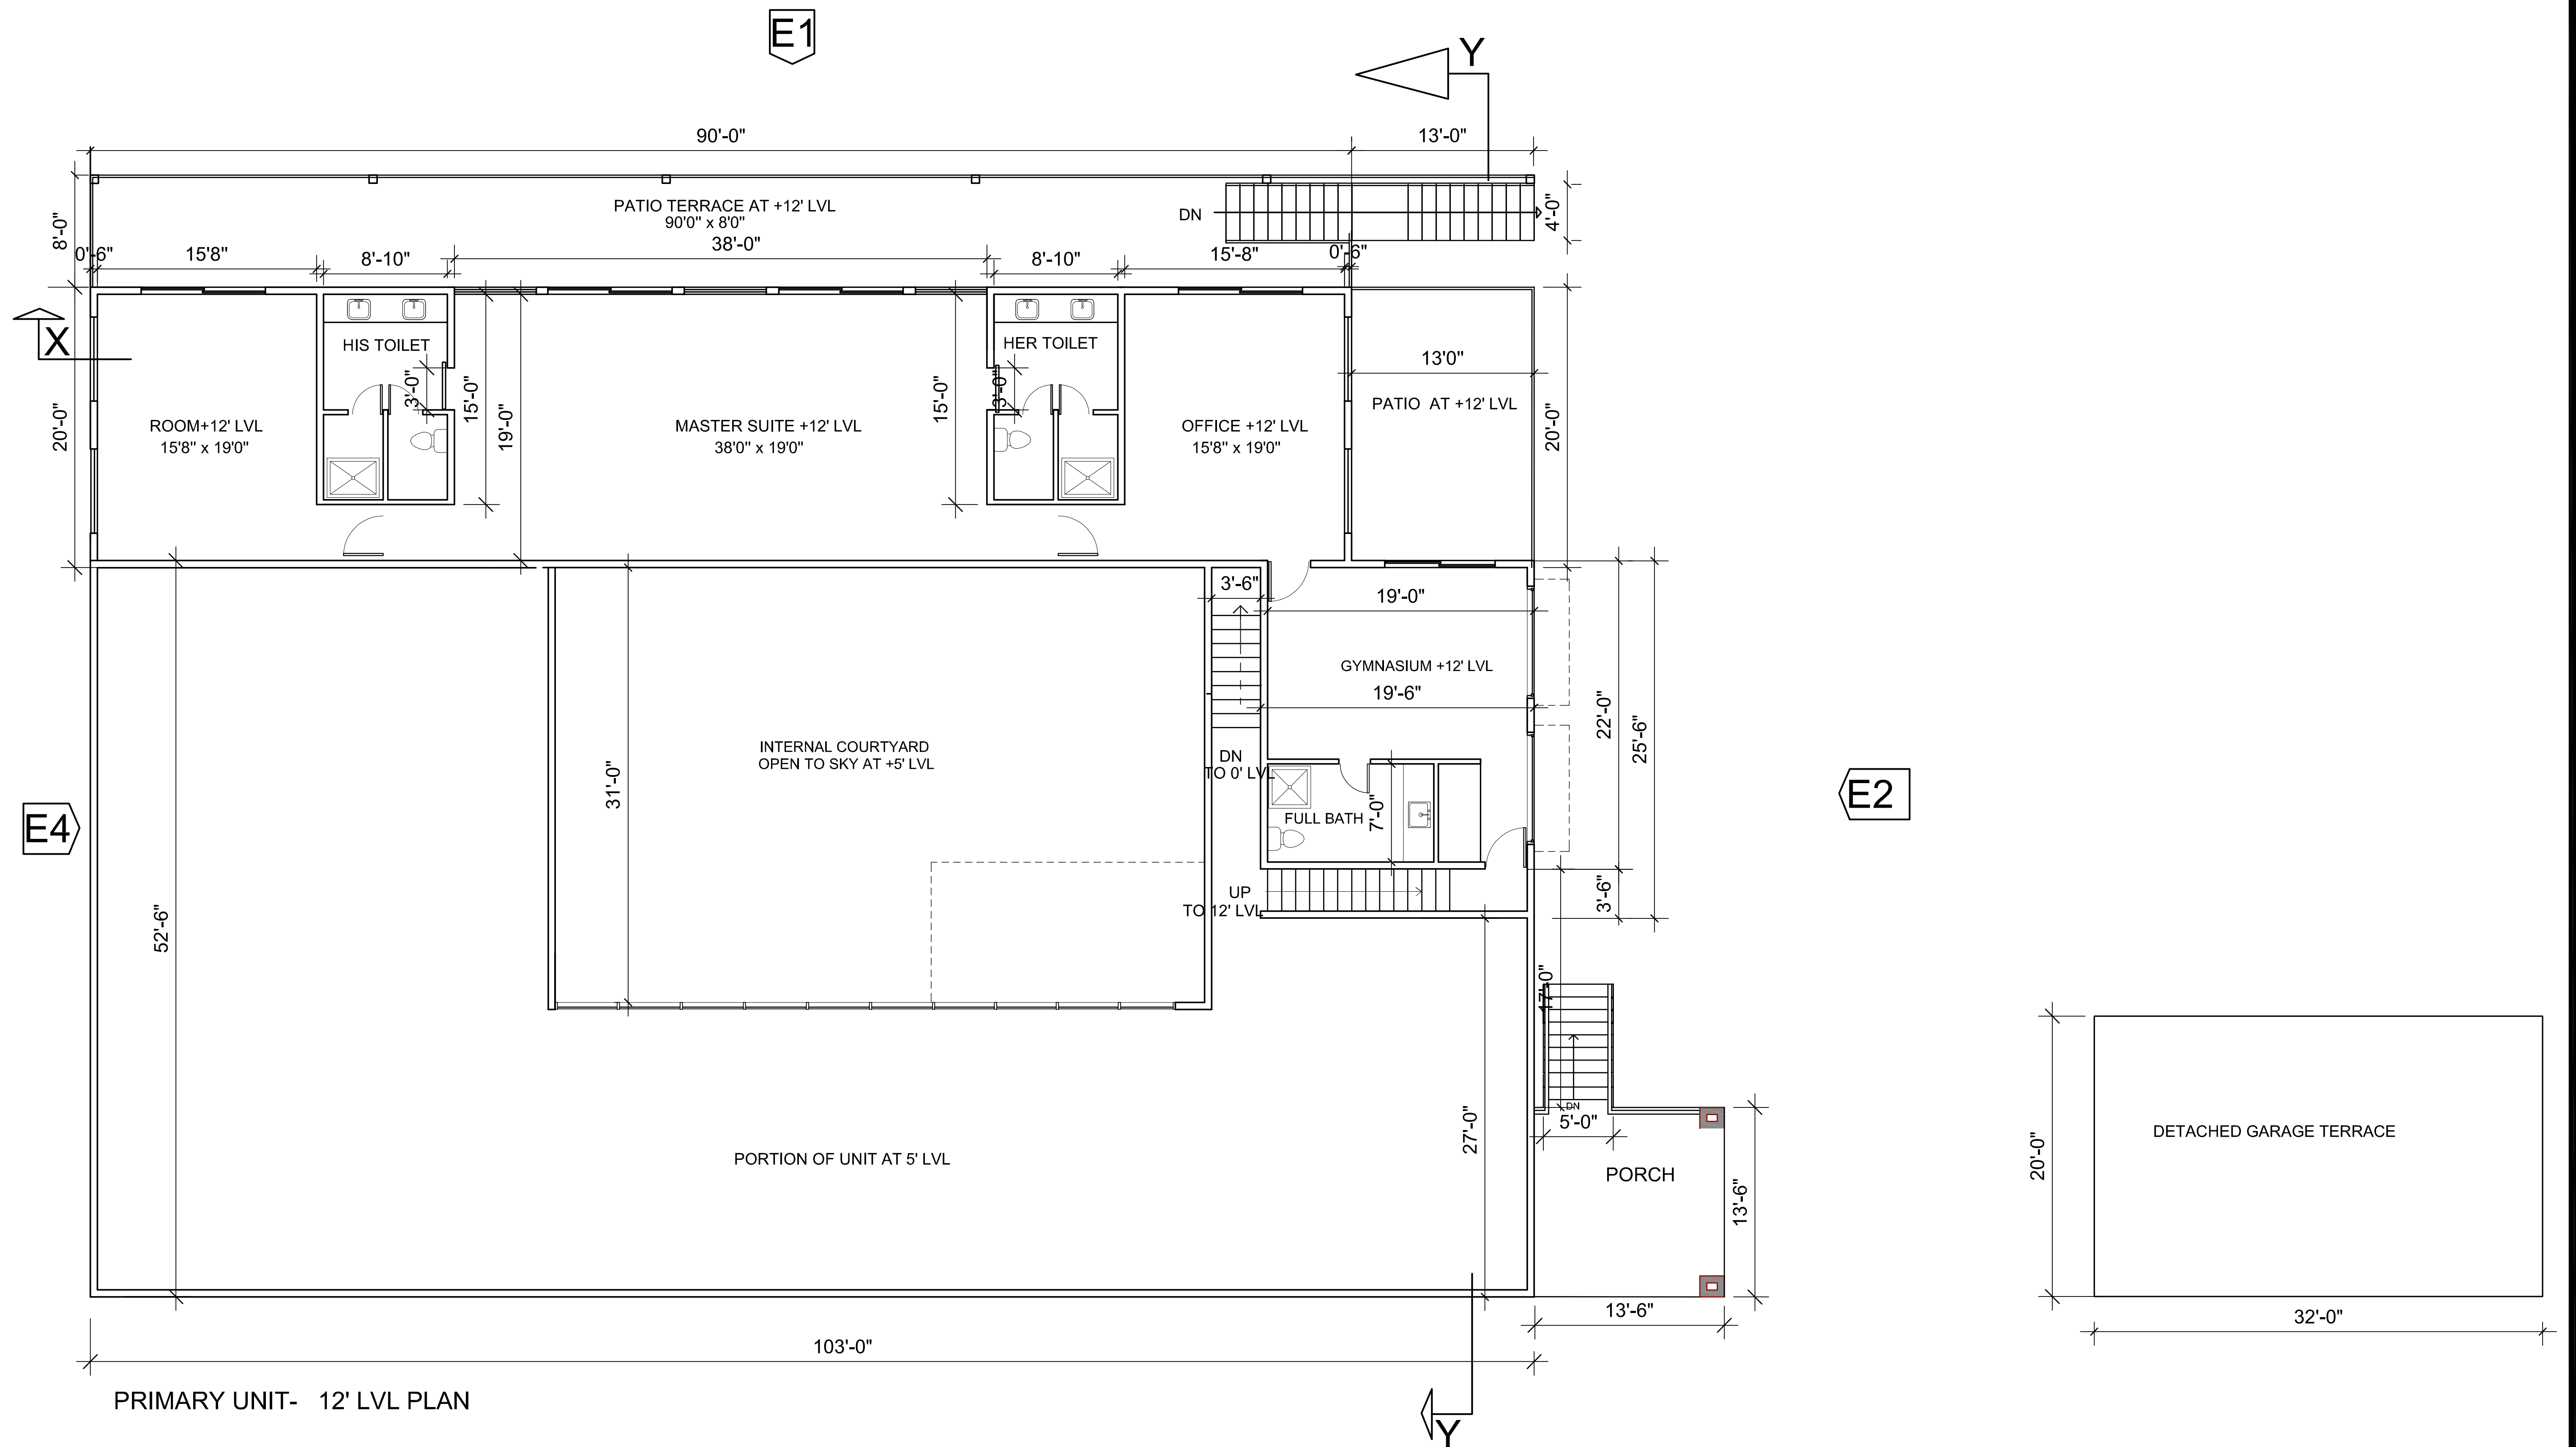 E1
Y
90'-0"
13'-0"
PATIO TERRACE AT +12' LVL
90'0" x 8'0"
DN
4'-0"
8'-0"
38'-0"
0'-6"
15'8"
8'-10"
8'-10"
15'-8"
0'-6"
X
HIS TOILET
HER TOILET
13'0"
3'-0"
15'-0"
15'-0"
3'-0"
PATIO AT +12' LVL
20'-0"
19'-0"
20'-0"
ROOM+12' LVL
15'8" x 19'0"
MASTER SUITE +12' LVL
38'0" x 19'0"
OFFICE +12' LVL
15'8" x 19'0"
3'-6"
19'-0"
GYMNASIUM +12' LVL
19'-6"
22'-0"
25'-6"
INTERNAL COURTYARD
OPEN TO SKY AT +5' LVL
31'-0"
DN
TO 0' LVL
E2
E4
FULL BATH
7'-0"
UP
TO 12' LVL
3'-6"
52'-6"
17'-0"
DN
5'-0"
27'-0"
PORTION OF UNIT AT 5' LVL
PORCH
13'-6"
20'-0"
DETACHED GARAGE TERRACE
13'-6"
32'-0"
103'-0"
PRIMARY UNIT- 12' LVL PLAN
Y